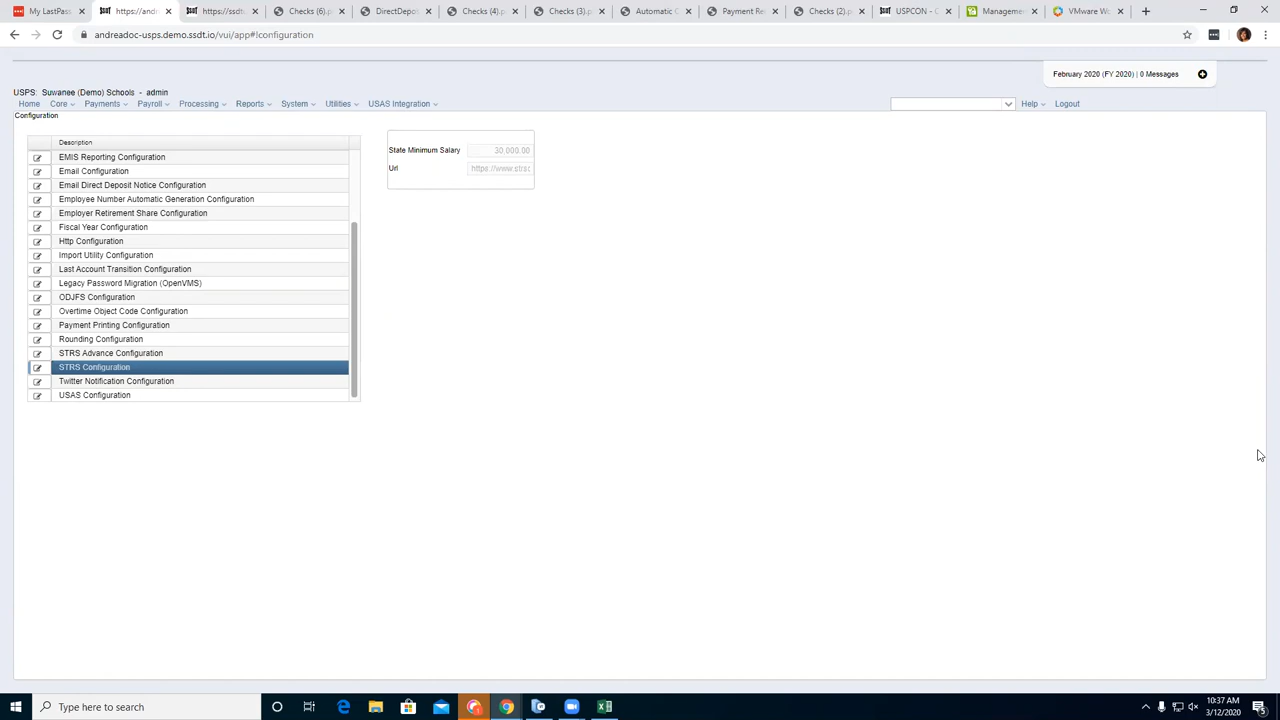 My LastPass
https://andre
https://ssdt.
Checks (6).p
DirectDepos
Checks (4).p
Checks (3).p
Automatic C
Payment Re
Checks (2).p
USPCON - C
Management
VMware Wo
andreadoc-usps.demo.ssdt.io/vui/app#!configuration
February 2020 (FY 2020) | 0 Messages
USPS: Suwanee (Demo) Schools - admin
Home Core Payments Payroll Processing Reports System Utilities USAS Integration Help Logout
Configuration
Description
EMIS Reporting Configuration
Email Configuration
Email Direct Deposit Notice Configuration
Employee Number Automatic Generation Configuration
Employer Retirement Share Configuration
Fiscal Year Configuration
Http Configuration
Import Utility Configuration
Last Account Transition Configuration
Legacy Password Migration (OpenVMS)
ODJFS Configuration
Overtime Object Code Configuration
Payment Printing Configuration
Rounding Configuration
STRS Advance Configuration
STRS Configuration
Twitter Notification Configuration
USAS Configuration
State Minimum Salary 30,000.00
Url https://www.strsc
Type here to search
10:37 AM
3/12/2020
5